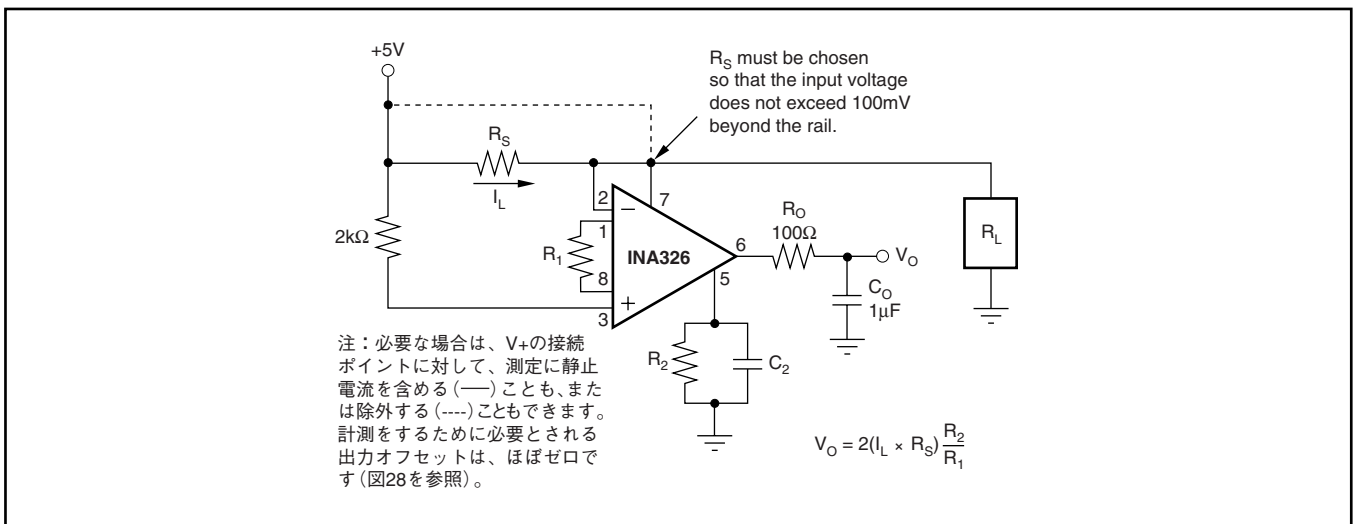 +5V
R_S must be chosen
so that the input voltage
does not exceed 100mV
beyond the rail.
R_S
I_L
2
7
2kΩ
−
1
R_1
INA326
6
R_O
100Ω
V_O
R_L
8
5
+
3
C_O
1μF
R_2
C_2
注：必要な場合は、V+の接続
ポイントに対して、測定に静止
電流を含める(──)ことも、また
は除外する(----)こともできます。
計測をするために必要とされる
出力オフセットは、ほぼゼロで
す(図28を参照)。
V_O = 2(I_L × R_S) R_2/R_1